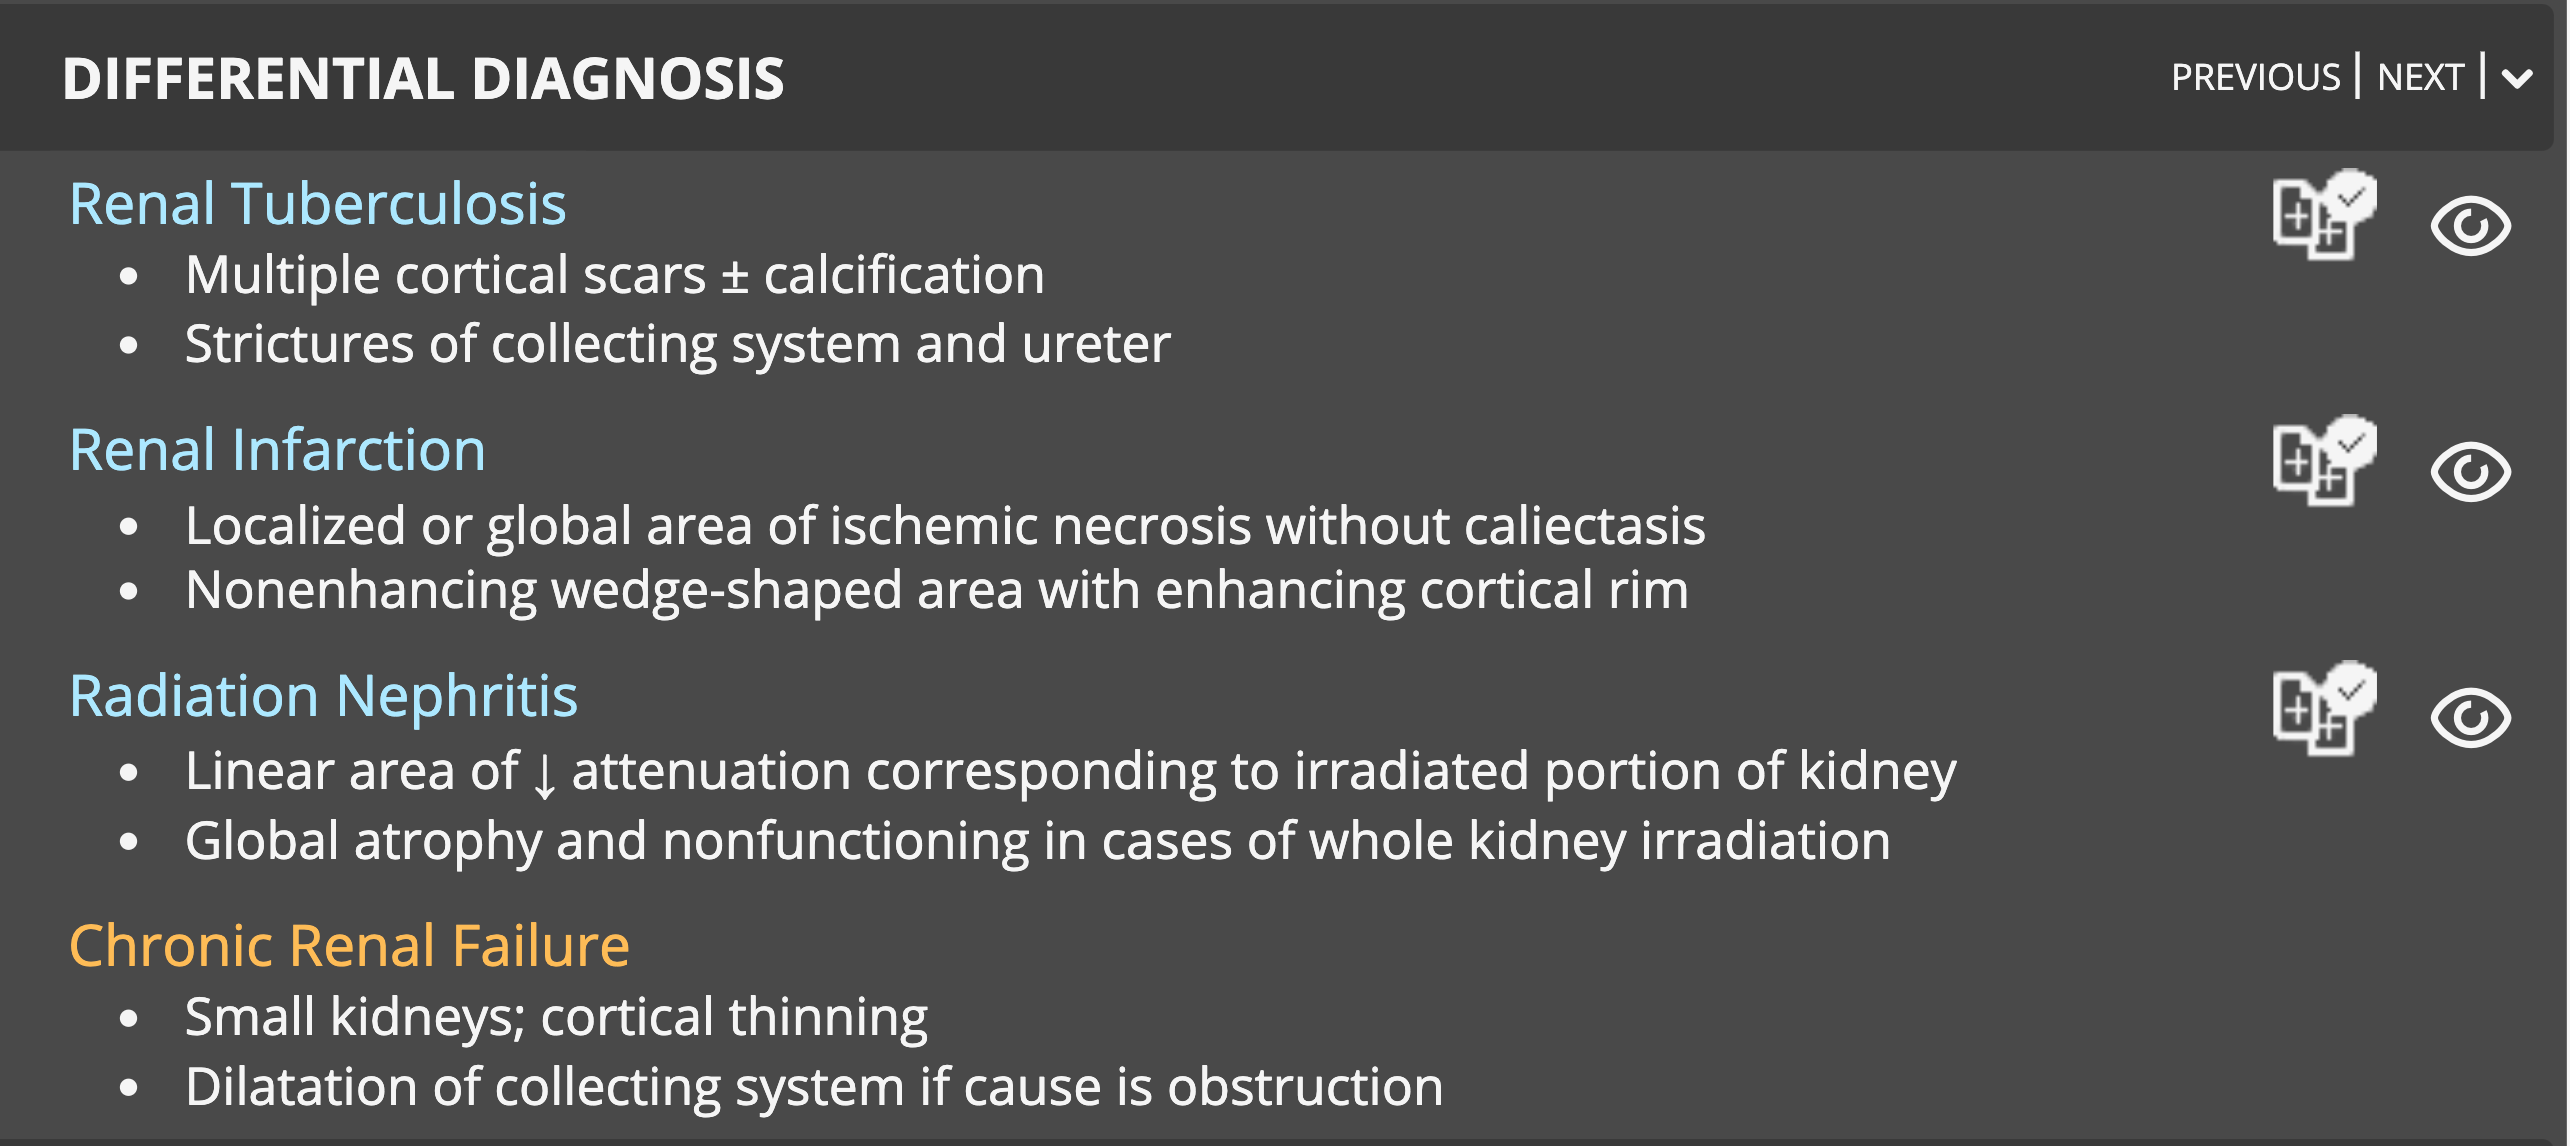 DIFFERENTIAL DIAGNOSIS
PREVIOUS | NEXT |
Renal Tuberculosis
• Multiple cortical scars ± calcification
• Strictures of collecting system and ureter
Renal Infarction
• Localized or global area of ischemic necrosis without caliectasis
• Nonenhancing wedge-shaped area with enhancing cortical rim
Radiation Nephritis
• Linear area of ↓ attenuation corresponding to irradiated portion of kidney
• Global atrophy and nonfunctioning in cases of whole kidney irradiation
Chronic Renal Failure
• Small kidneys; cortical thinning
• Dilatation of collecting system if cause is obstruction